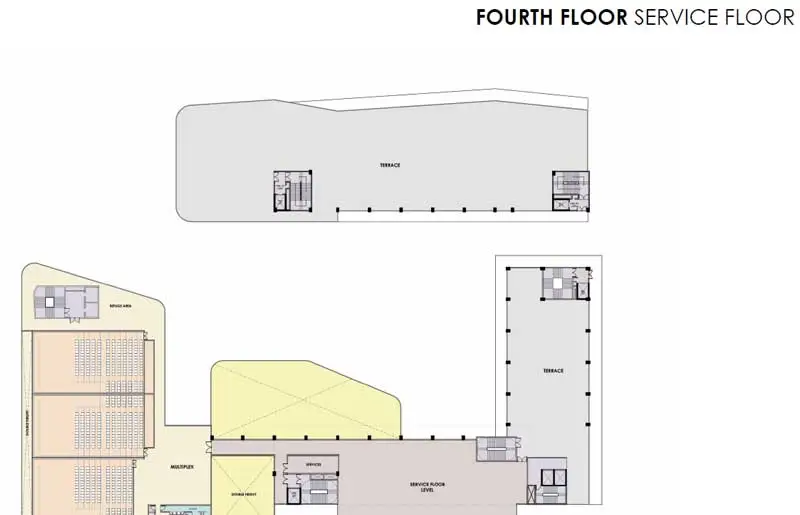 FOURTH FLOOR SERVICE FLOOR
TERRACE
REFUGE AREA
TERRACE
MULTIPLEX
SERVICES
SERVICE FLOOR
LEVEL
DOUBLE HEIGHT